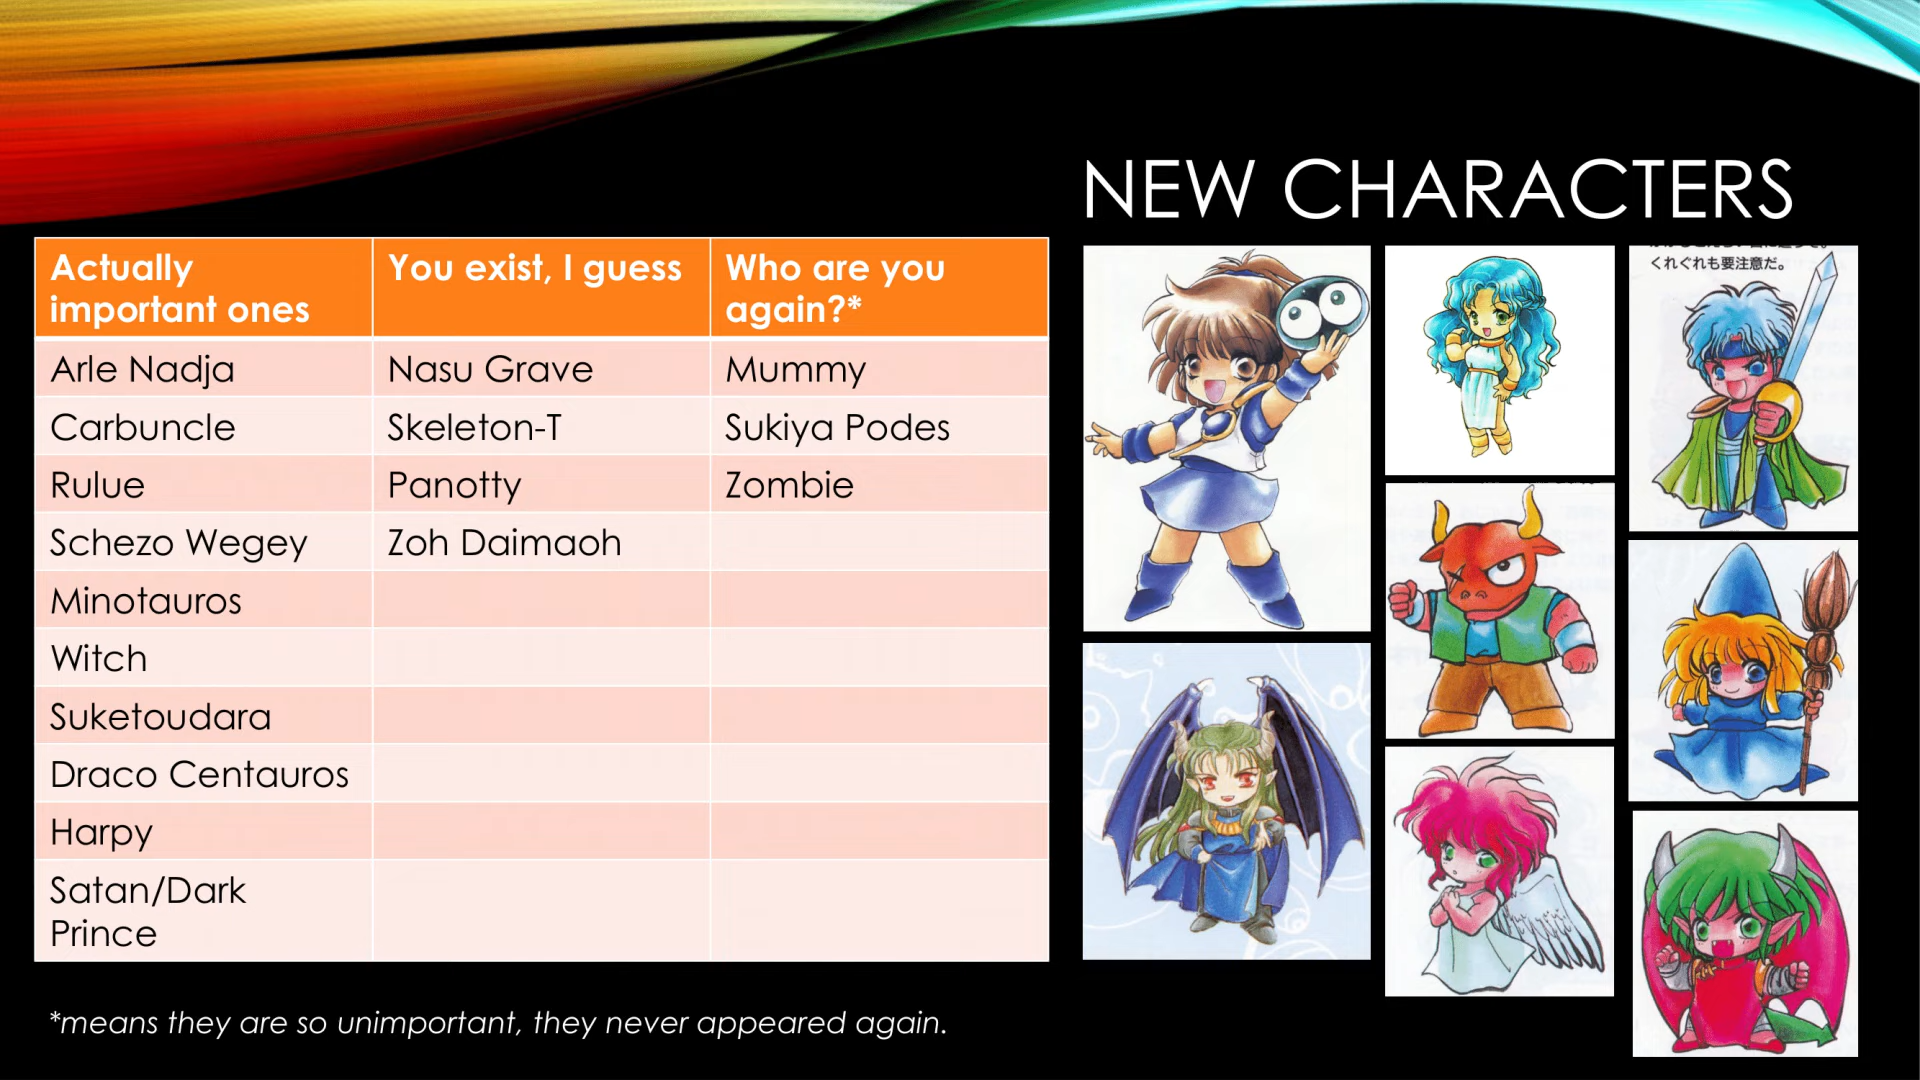 NEW CHARACTERS
Actually
important ones
You exist, I guess
Who are you
again?*
Arle Nadja
Nasu Grave
Mummy
Carbuncle
Skeleton-T
Sukiya Podes
Rulue
Panotty
Zombie
Schezo Wegey
Zoh Daimaoh
Minotauros
Witch
Suketoudara
Draco Centauros
Harpy
Satan/Dark
Prince
*means they are so unimportant, they never appeared again.
くれぐれも要注意だ。